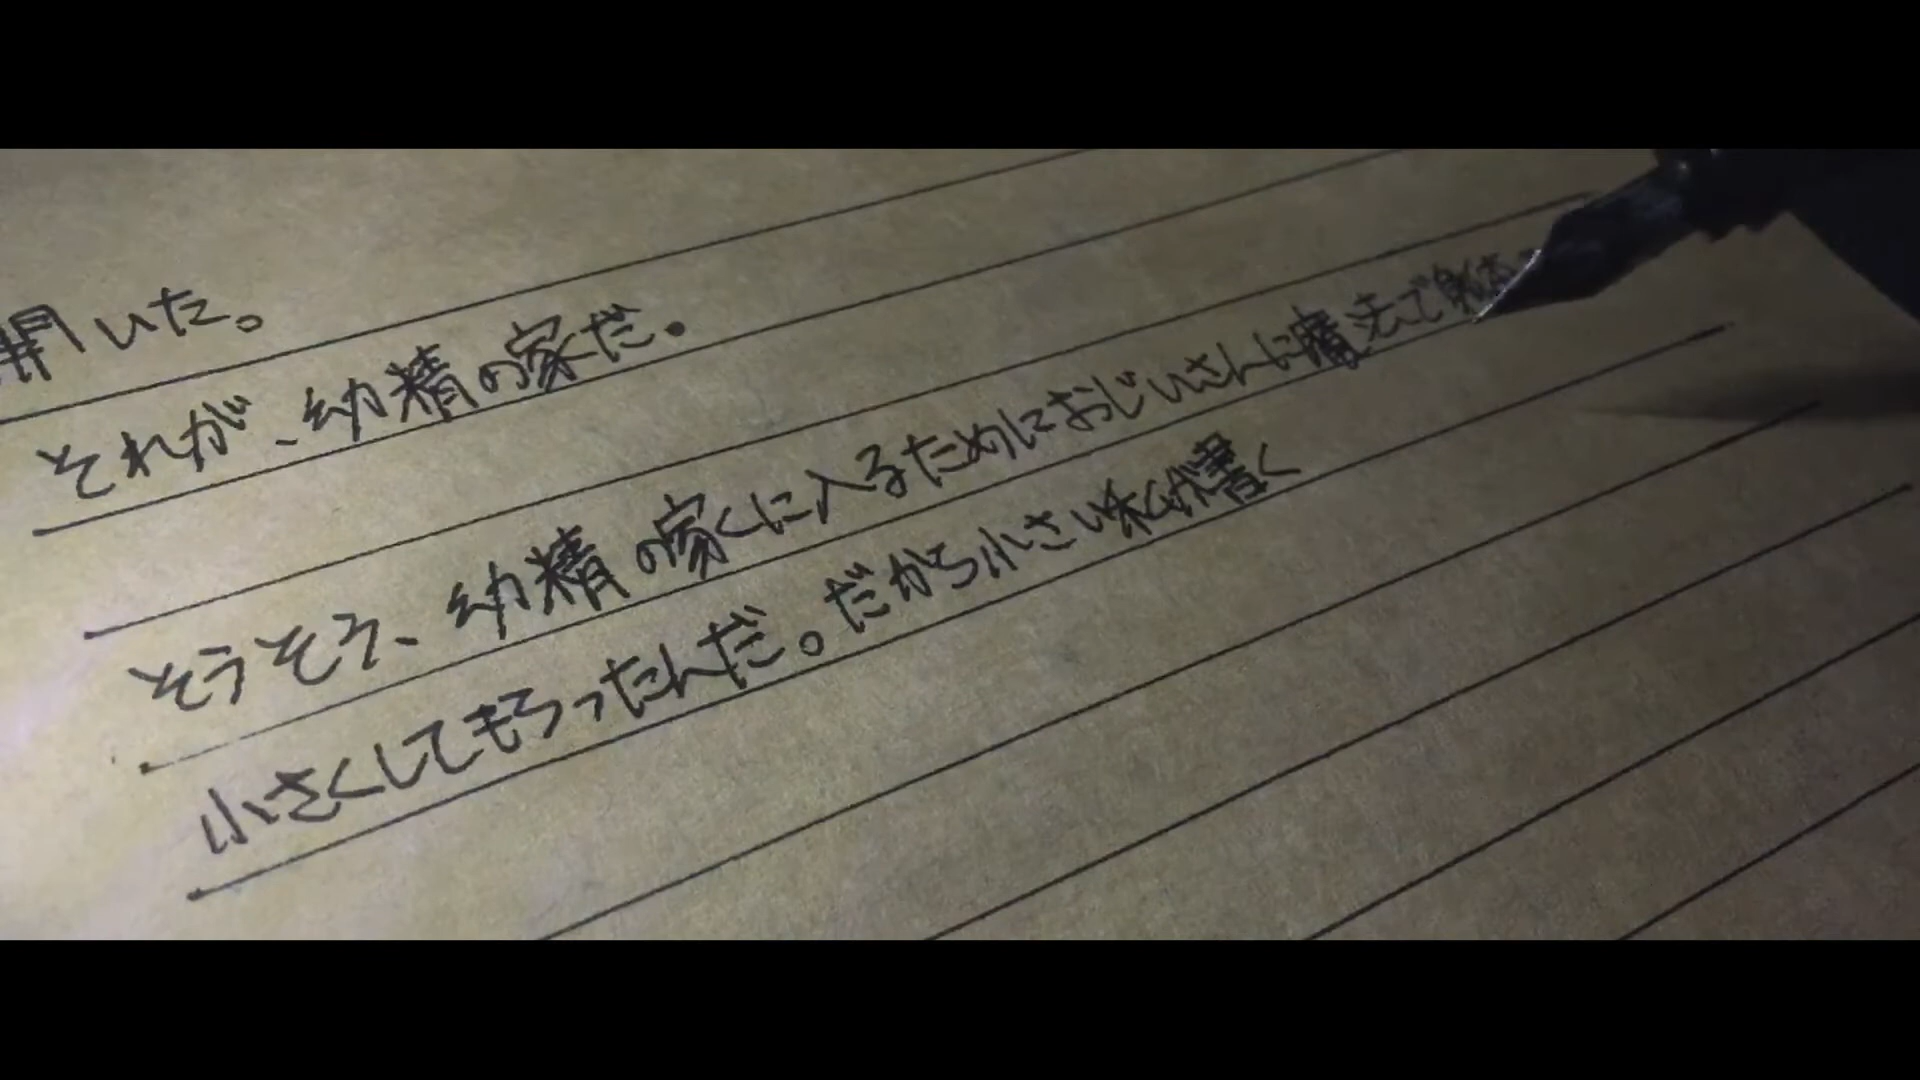 開いた。
それが、幼精の家だ。
そうそう、幼精の家くに入るためにおじいさんに魔法で
小さくしてもらったんだ。だから小さい私が書く